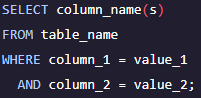 SELECT column_name(s)
FROM table_name
WHERE column_1 = value_1
  AND column_2 = value_2;